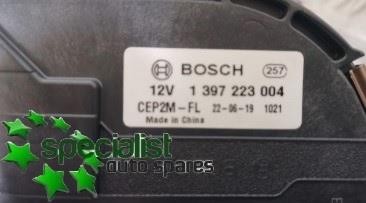 BOSCH 257
12V 1 397 223 004
CEP2M-FL 22-06-19 1021
Made in China
specialist
auto spares